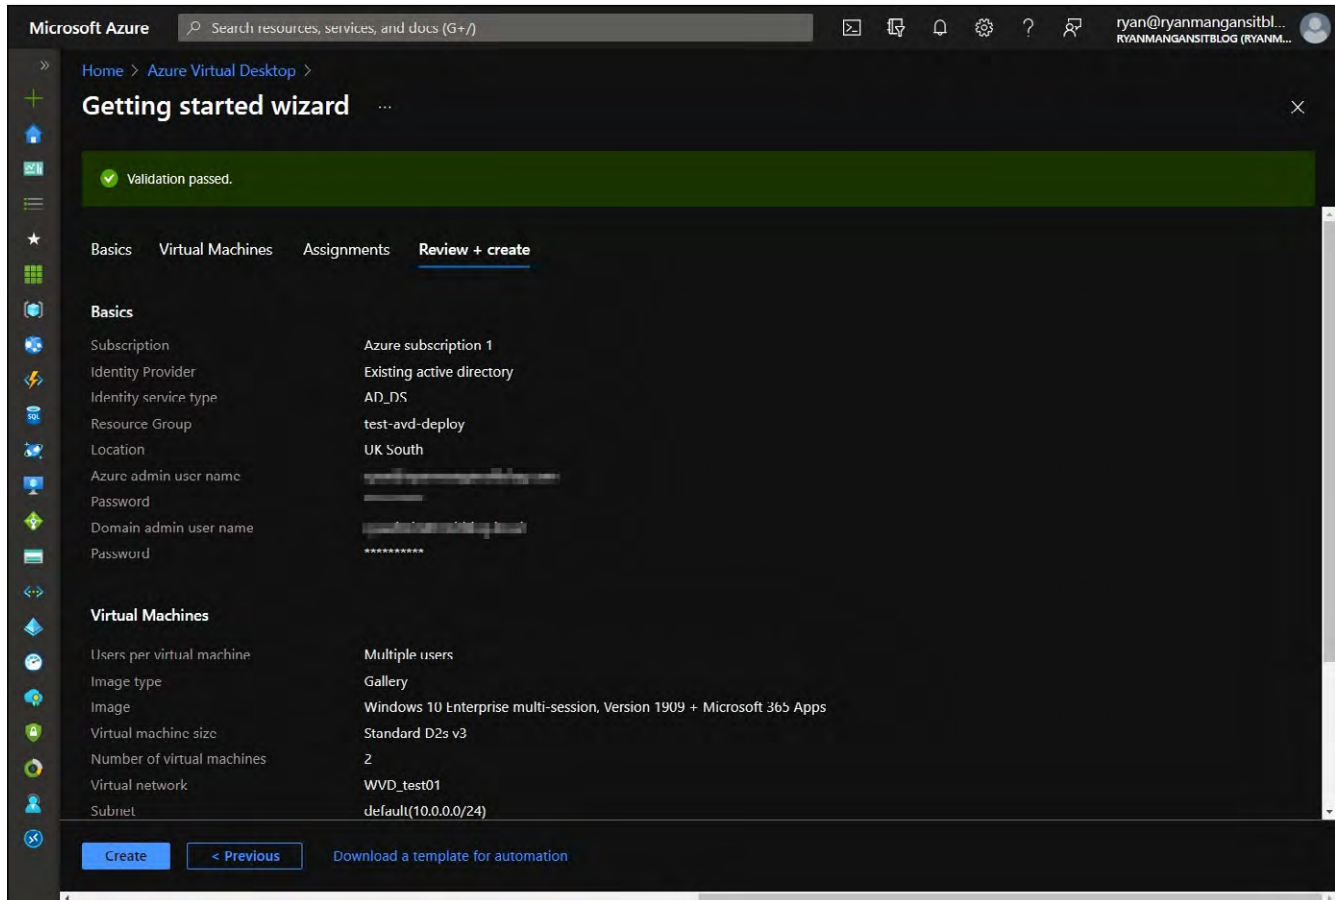 Microsoft Azure
Search resources, services, and docs (G+/)
ryan@ryanmangansitbl...
RYANMANGANSITBLOG (RYANM...
Home > Azure Virtual Desktop >
Getting started wizard ...
Validation passed.
Basics Virtual Machines Assignments Review + create
Basics
Subscription Azure subscription 1
Identity Provider Existing active directory
Identity service type AD_DS
Resource Group test-avd-deploy
Location UK South
Azure admin user name
Password
Domain admin user name
Password **********
Virtual Machines
Users per virtual machine Multiple users
Image type Gallery
Image Windows 10 Enterprise multi-session, Version 1909 + Microsoft 365 Apps
Virtual machine size Standard D2s v3
Number of virtual machines 2
Virtual network WVD_test01
Subnet default(10.0.0.0/24)
Create < Previous Download a template for automation